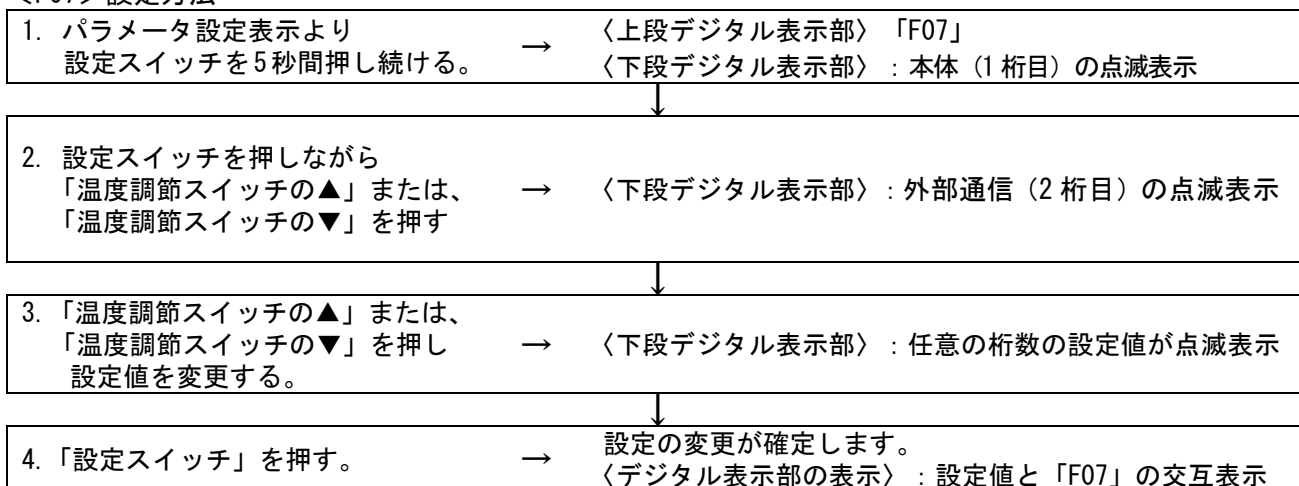 <F07> 設定方法
1. パラメータ設定表示より
設定スイッチを5秒間押し続ける。
→
〈上段デジタル表示部〉「F07」
〈下段デジタル表示部〉：本体（1桁目）の点滅表示
↓
2. 設定スイッチを押しながら
「温度調節スイッチの▲」または、
「温度調節スイッチの▼」を押す
→
〈下段デジタル表示部〉：外部通信（2桁目）の点滅表示
↓
3.「温度調節スイッチの▲」または、
「温度調節スイッチの▼」を押し
設定値を変更する。
→
〈下段デジタル表示部〉：任意の桁数の設定値が点滅表示
↓
4.「設定スイッチ」を押す。
→
設定の変更が確定します。
〈デジタル表示部の表示〉：設定値と「F07」の交互表示